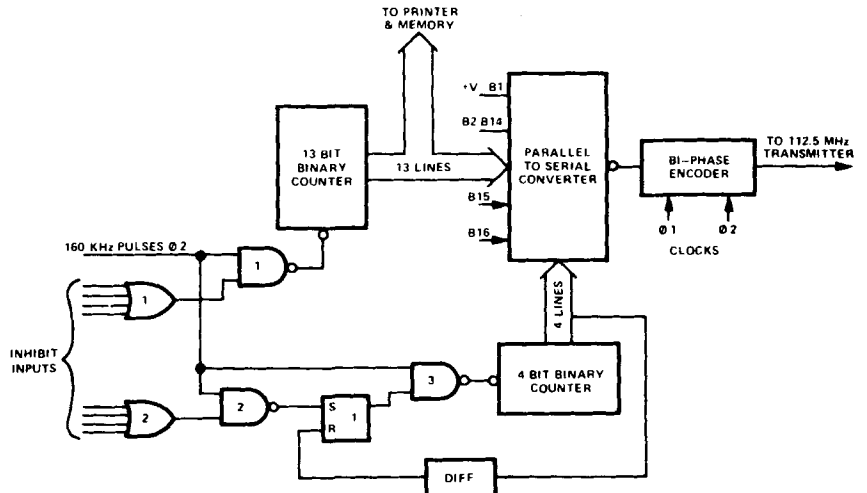 TO PRINTER
& MEMORY
+V B1
B2 B14
13 BIT
BINARY
COUNTER
13 LINES
PARALLEL
TO SERIAL
CONVERTER
BI-PHASE
ENCODER
TO 112.5 MHz
TRANSMITTER
B15
B16
Ø 1
Ø 2
CLOCKS
160 KHz PULSES Ø 2
1
1
INHIBIT
INPUTS
4 LINES
3
4 BIT BINARY
COUNTER
2
2
S
R
1
DIFF